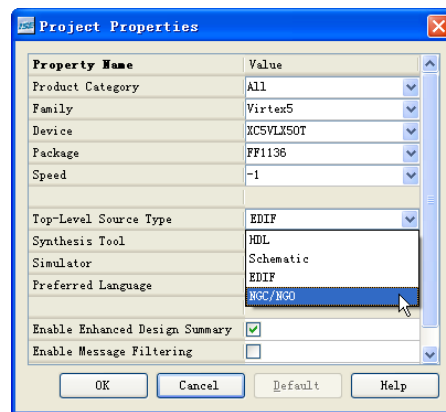 Project Properties
Property Name Value
Product Category All
Family Virtex5
Device XC5VLX50T
Package FF1136
Speed -1
Top-Level Source Type EDIF
Synthesis Tool HDL
Simulator Schematic
EDIF
Preferred Language NGC/NGO
Enable Enhanced Design Summary
Enable Message Filtering
OK Cancel Default Help